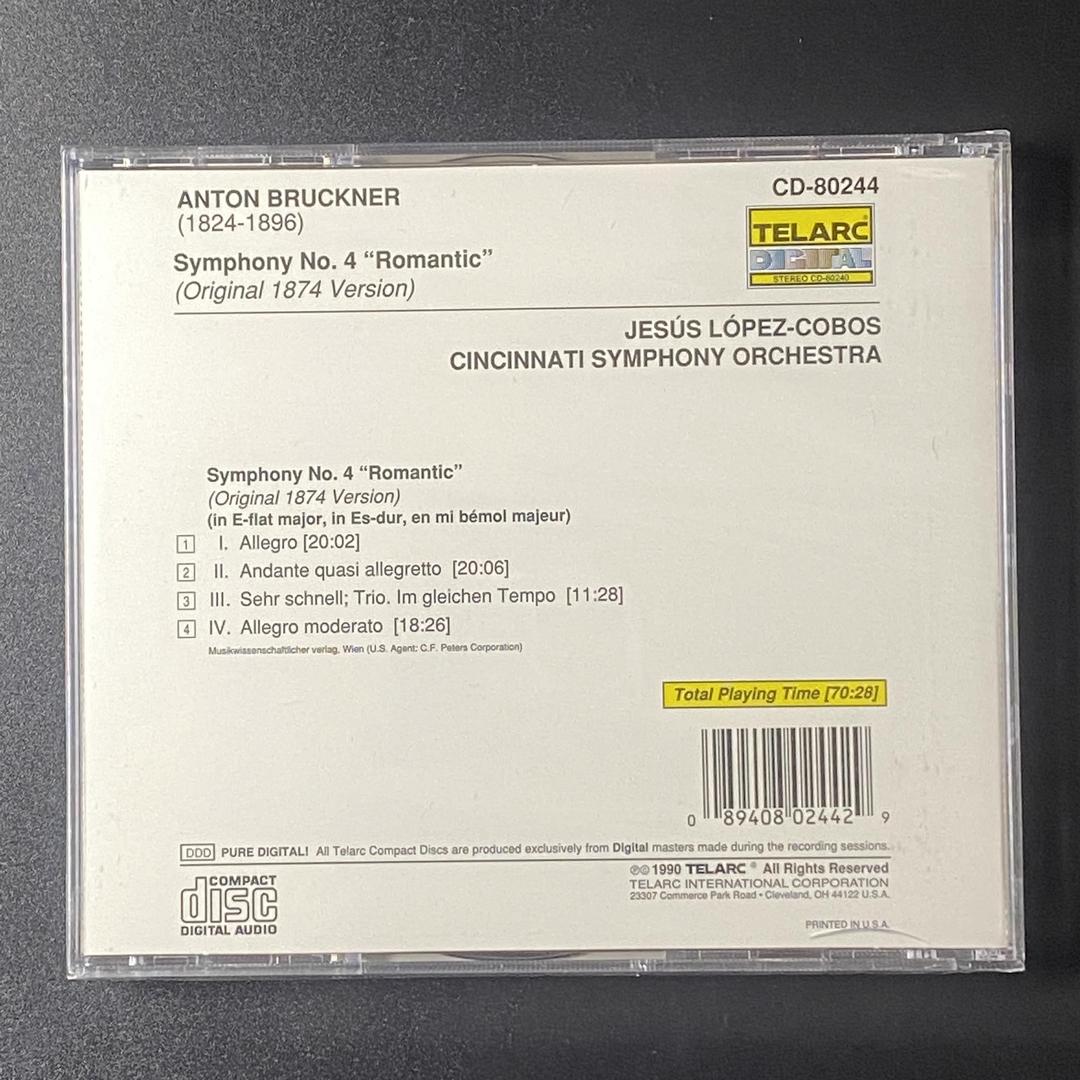 ANTON BRUCKNER
(1824-1896)
Symphony No. 4 “Romantic”
(Original 1874 Version)
CD-80244
TELARC
DIGITAL
STEREO CD-80240
JESÚS LÓPEZ-COBOS
CINCINNATI SYMPHONY ORCHESTRA
Symphony No. 4 “Romantic”
(Original 1874 Version)
(in E-flat major, in Es-dur, en mi bémol majeur)
1 I. Allegro [20:02]
2 II. Andante quasi allegretto [20:06]
3 III. Sehr schnell; Trio. Im gleichen Tempo [11:28]
4 IV. Allegro moderato [18:26]
Musikwissenschaftlicher verlag, Wien (U.S. Agent: C.F. Peters Corporation)
Total Playing Time [70:28]
0 89408 02442 9
DDD PURE DIGITAL! All Telarc Compact Discs are produced exclusively from Digital masters made during the recording sessions.
COMPACT
disc
DIGITAL AUDIO
℗© 1990 TELARC® All Rights Reserved
TELARC INTERNATIONAL CORPORATION
23307 Commerce Park Road • Cleveland, OH 44122 U.S.A.
PRINTED IN U.S.A.